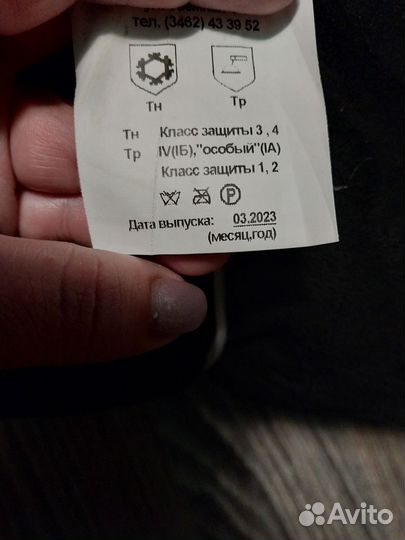 тел. (3462) 43 39 52
Тн Тр
Тн Класс защиты 3 , 4
Тр IV(IБ),"особый"(IA)
Класс защиты 1, 2
P
Дата выпуска: 03.2023
(месяц,год)
Avito